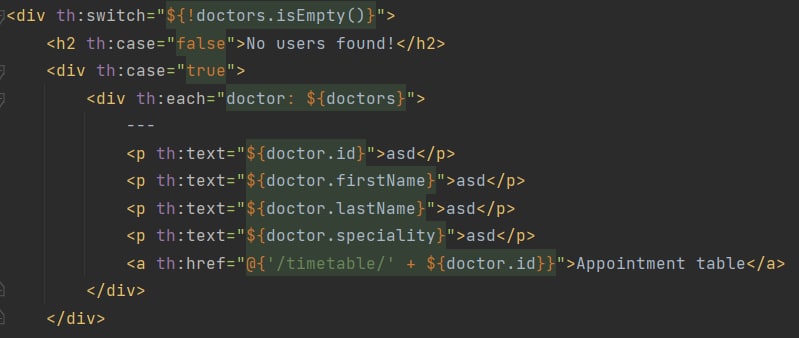 <div th:switch="${!doctors.isEmpty()}">
    <h2 th:case="false">No users found!</h2>
    <div th:case="true">
        <div th:each="doctor: ${doctors}">
            ---
            <p th:text="${doctor.id}">asd</p>
            <p th:text="${doctor.firstName}">asd</p>
            <p th:text="${doctor.lastName}">asd</p>
            <p th:text="${doctor.speciality}">asd</p>
            <a th:href="@{'/timetable/' + ${doctor.id}}">Appointment table</a>
        </div>
    </div>